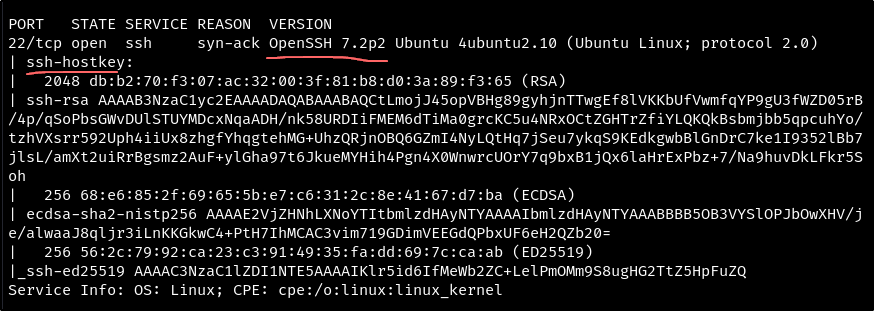 PORT   STATE SERVICE REASON  VERSION
22/tcp open  ssh     syn-ack OpenSSH 7.2p2 Ubuntu 4ubuntu2.10 (Ubuntu Linux; protocol 2.0)
| ssh-hostkey:
|   2048 db:b2:70:f3:07:ac:32:00:3f:81:b8:d0:3a:89:f3:65 (RSA)
| ssh-rsa AAAAB3NzaC1yc2EAAAADAQABAAABAQCtLmojJ45opVBHg89gyhjnTTwgEf8lVKKbUfVwmfqYP9gU3fWZD05rB
/4p/qSoPbsGWvDUlSTUYMDcxNqaADH/nk58URDIiFMEM6dTiMa0grcKC5u4NRxOCtZGHTrZfiYLQKQkBsbmjbb5qpcuhYo/
tzhVXsrr592Uph4iiUx8zhgfYhqgtehMG+UhzQRjnOBQ6GZmI4NyLQtHq7jSeu7ykqS9KEdkgwbBlGnDrC7ke1I9352lBb7
jlsL/amXt2uiRrBgsmz2AuF+ylGha97t6JkueMYHih4Pgn4X0WnwrcUOrY7q9bxB1jQx6laHrExPbz+7/Na9huvDkLFkr5S
oh
|   256 68:e6:85:2f:69:65:5b:e7:c6:31:2c:8e:41:67:d7:ba (ECDSA)
| ecdsa-sha2-nistp256 AAAAE2VjZHNhLXNoYTItbmlzdHAyNTYAAAAIbmlzdHAyNTYAAABBBB5OB3VYSlOPJbOwXHV/j
e/alwaaJ8qljr3iLnKKGkwC4+PtH7IhMCAC3vim719GDimVEEGdQPbxUF6eH2QZb20=
|   256 56:2c:79:92:ca:23:c3:91:49:35:fa:dd:69:7c:ca:ab (ED25519)
|_ssh-ed25519 AAAAC3NzaC1lZDI1NTE5AAAAIKlr5id6IfMeWb2ZC+LelPmOMm9S8ugHG2TtZ5HpFuZQ
Service Info: OS: Linux; CPE: cpe:/o:linux:linux_kernel